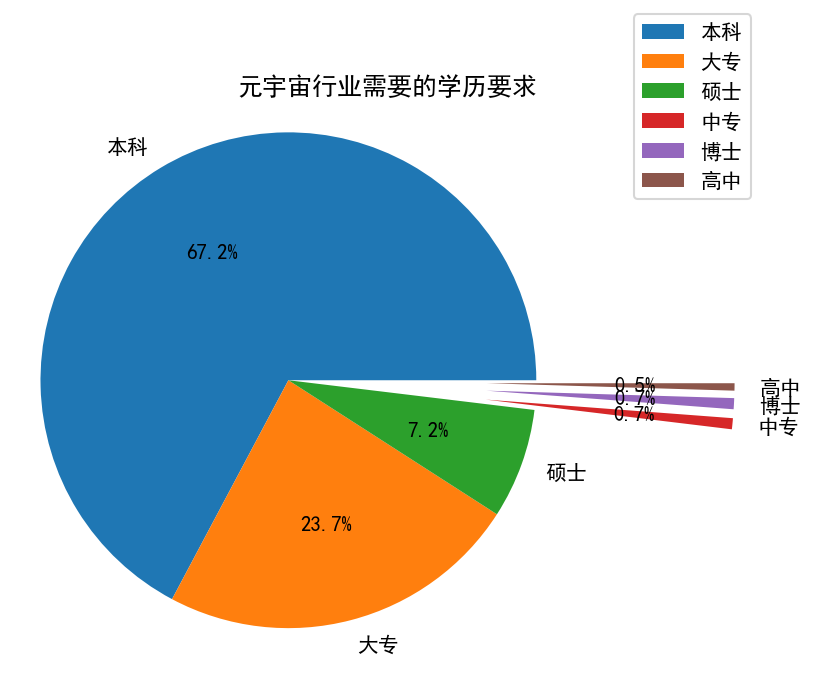 元宇宙行业需要的学历要求
本科
大专
硕士
中专
博士
高中
本科
67.2%
大专
23.7%
硕士
7.2%
中专
0.7%
博士
0.7%
高中
0.5%